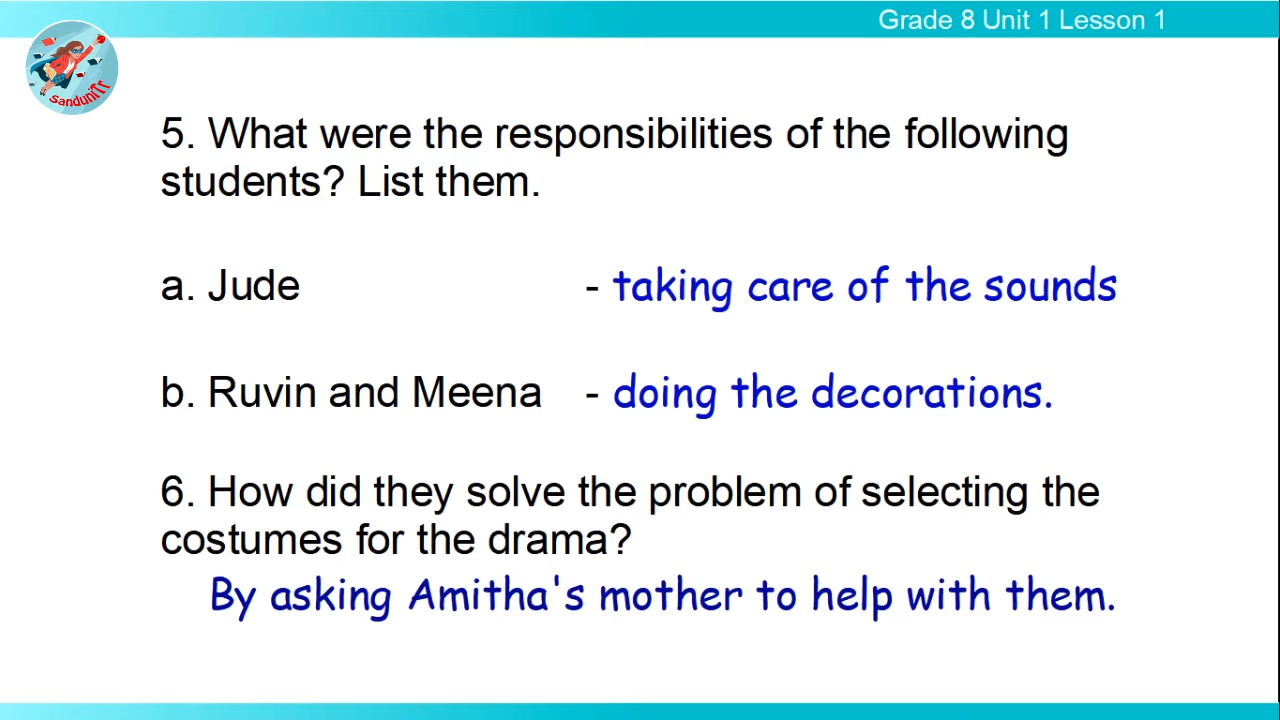 Grade 8 Unit 1 Lesson 1
SanduniTr
5. What were the responsibilities of the following
students? List them.
a. Jude - taking care of the sounds
b. Ruvin and Meena - doing the decorations.
6. How did they solve the problem of selecting the
costumes for the drama?
By asking Amitha's mother to help with them.